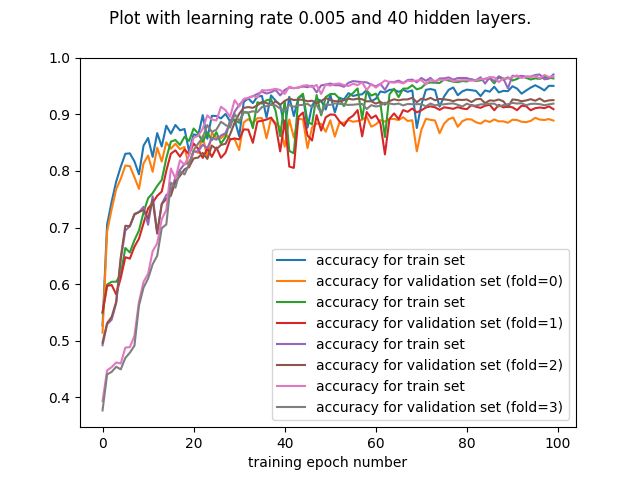 Plot with learning rate 0.005 and 40 hidden layers.
1.0
0.9
0.8
0.7
0.6
0.5
0.4
accuracy for train set
accuracy for validation set (fold=0)
accuracy for train set
accuracy for validation set (fold=1)
accuracy for train set
accuracy for validation set (fold=2)
accuracy for train set
accuracy for validation set (fold=3)
0 20 40 60 80 100
training epoch number